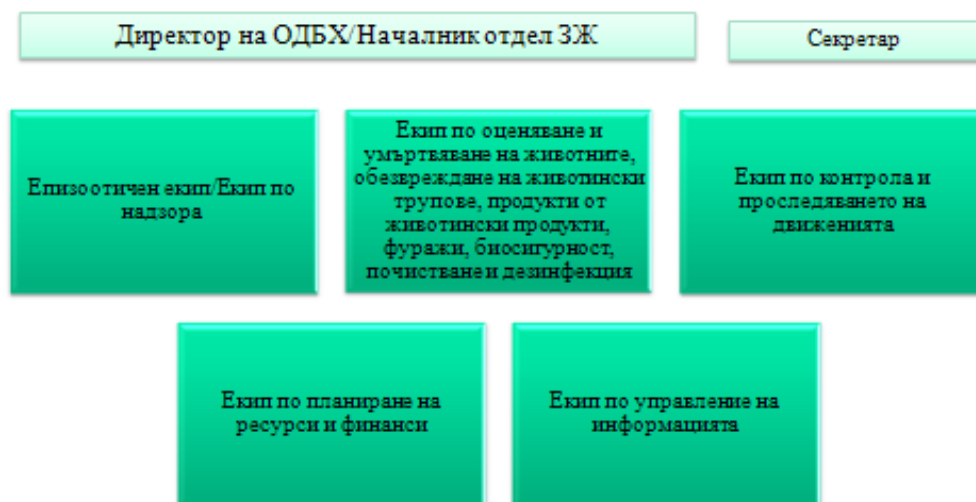 Директор на ОДБХ/Началник отдел ЗЖ
Секретар
Епизоотичен екип/Екип по
надзора
Екип по оценяване и
умъртвяване на животните,
обезвреждане на животински
трупове, продукти от
животински продукти,
фуражи, биосигурност,
почистване и дезинфекция
Екип по контрола и
проследяването на
движенията
Екип по планиране на
ресурси и финанси
Екип по управление на
информацията